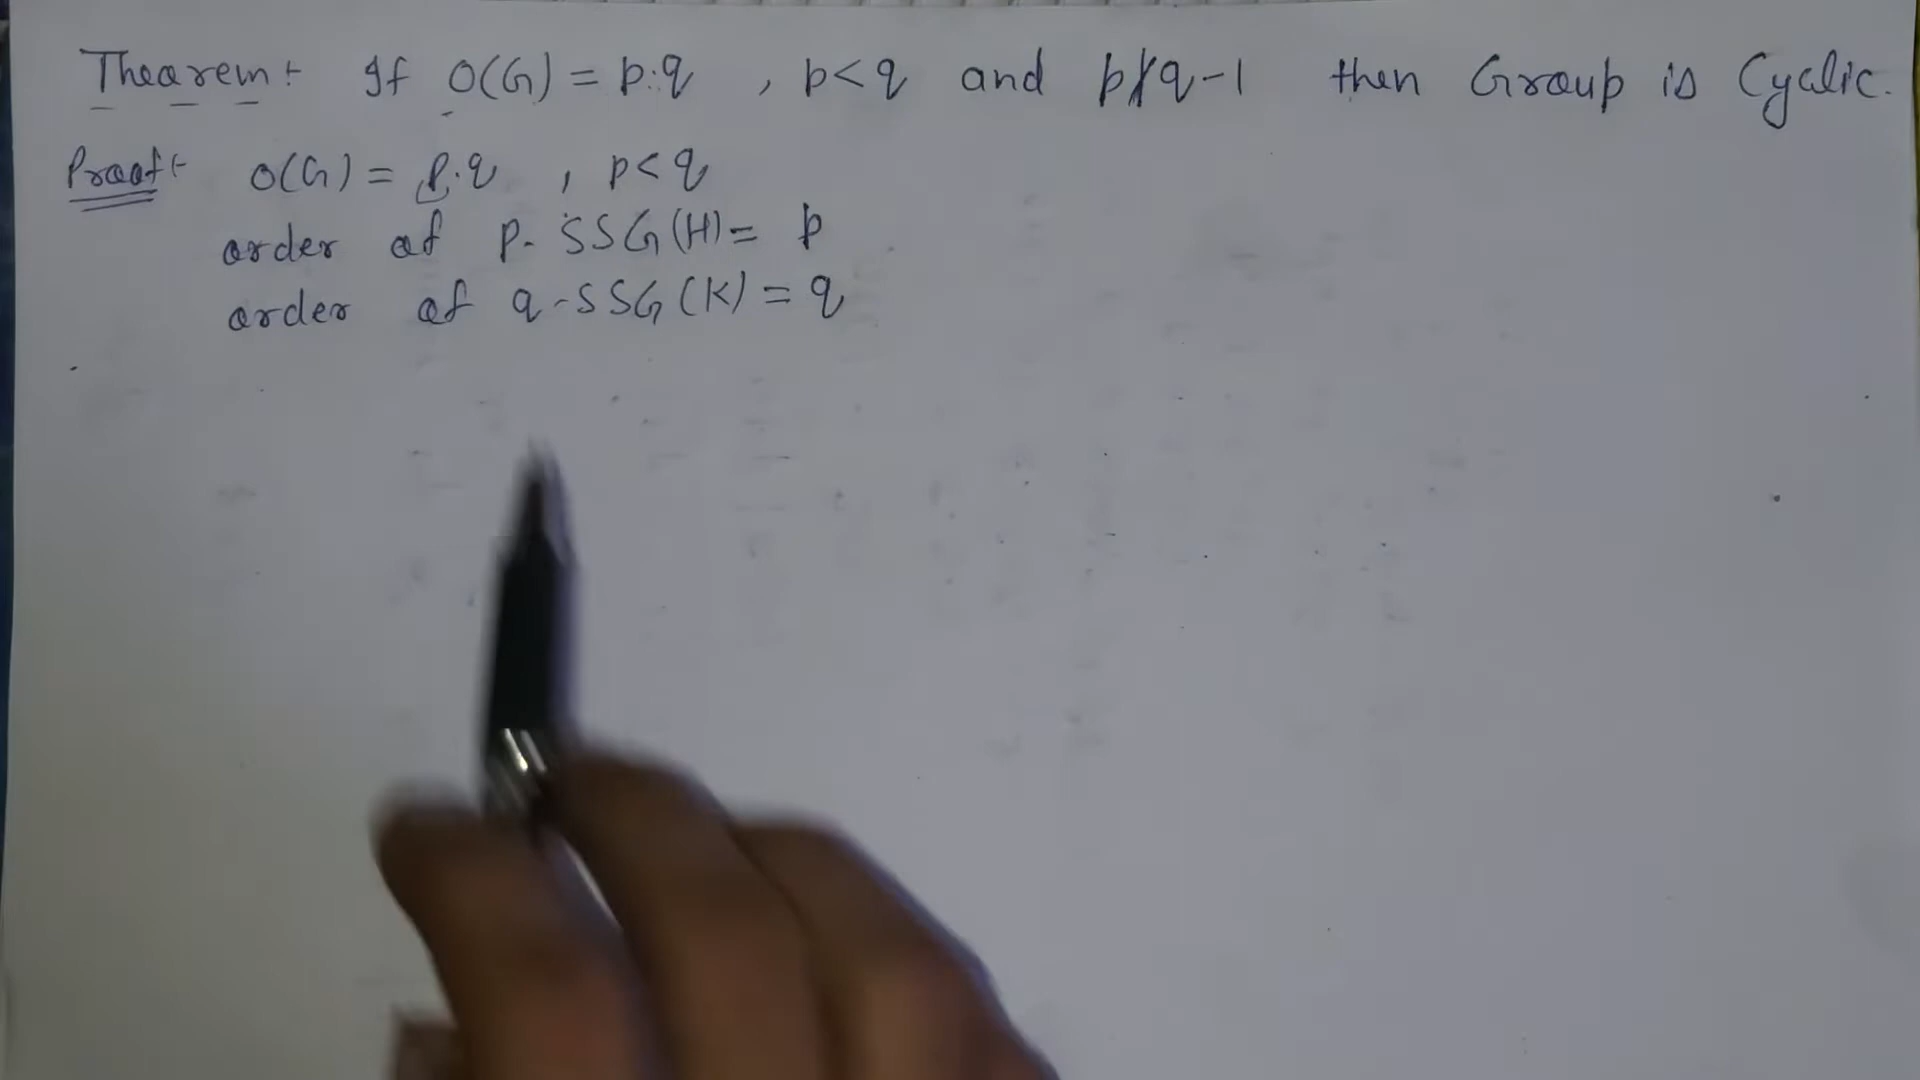 Theorem:- If O(G) = p.q , p<q and p∤q-1 then Group is Cyclic.
Proof:- O(G) = p.q , p<q
order of p-SSG(H) = p
order of q-SSG(K) = q